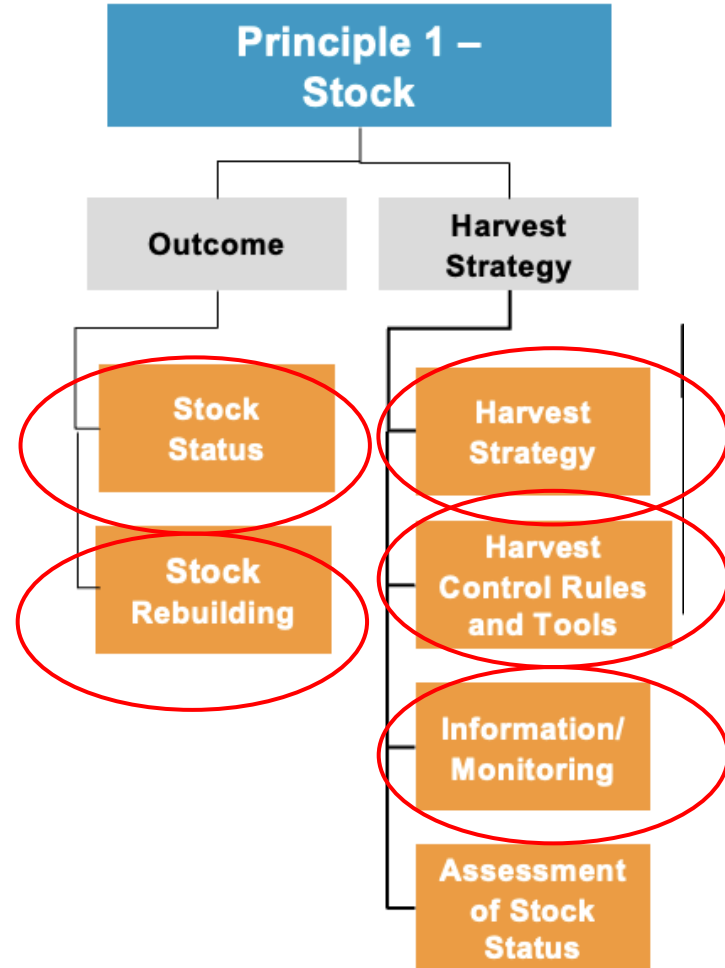 Principle 1 –
Stock
Outcome
Harvest
Strategy
Stock
Status
Stock
Rebuilding
Harvest
Strategy
Harvest
Control Rules
and Tools
Information/
Monitoring
Assessment
of Stock
Status